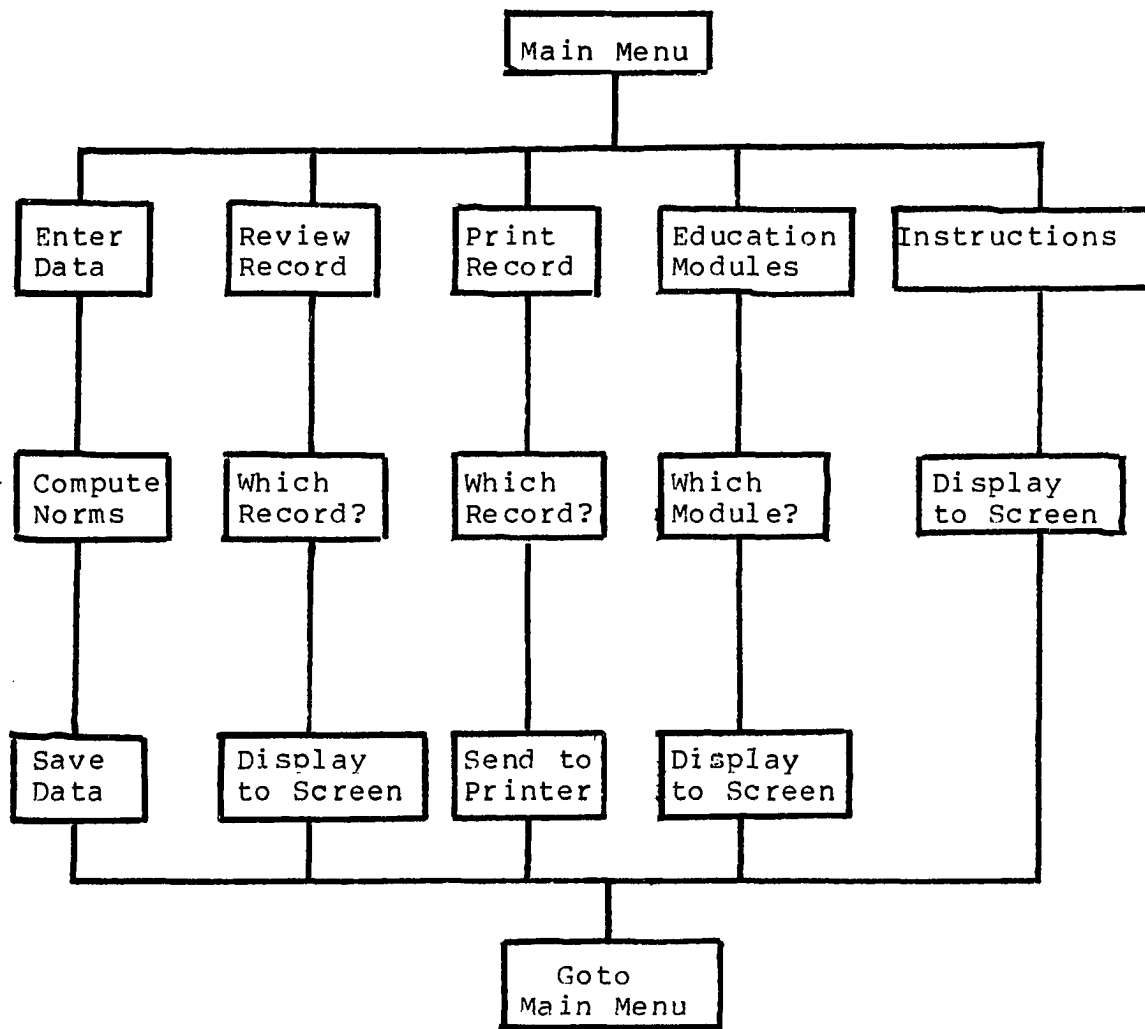 Main Menu
Enter
Data
Review
Record
Print
Record
Education
Modules
Instructions
Compute
Norms
Which
Record?
Which
Record?
Which
Module?
Display
to Screen
Save
Data
Display
to Screen
Send to
Printer
Display
to Screen
Goto
Main Menu